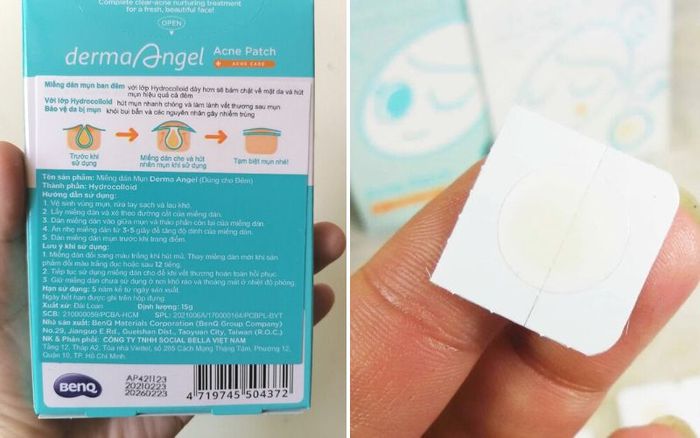 Complete clear-acne nurturing treatment
for a fresh, beautiful face!
OPEN
dermaAngel Acne Patch
+ ACNE CARE
Miếng dán mụn ban đêm với lớp Hydrocolloid dày hơn sẽ bám chặt về mặt da và hút
mụn hiệu quả cả đêm
Với lớp Hydrocolloid hút mụn nhanh chóng và làm lành vết thương sau mụn
Bảo vệ da bị mụn khỏi bụi bẩn và các nguyên nhân gây nhiễm trùng
Trước khi
sử dụng
Miếng dán che và hút
nhân mụn khi sử dụng
Tạm biệt mụn nhé!
Tên sản phẩm: Miếng dán Mụn Derma Angel (Dùng cho Đêm)
Thành phần: Hydrocolloid
Hướng dẫn sử dụng:
1. Vệ sinh vùng mụn, rửa tay sạch và lau khô.
2. Lấy miếng dán và xé theo đường cắt của miếng dán.
3. Dán miếng dán vào giữa mụn và tháo phần còn lại của miếng dán.
4. Ấn nhẹ miếng dán từ 3-5 giây để tăng độ dính của miếng dán.
5. Dán miếng dán mụn trước khi trang điểm.
Lưu ý khi sử dụng:
1. Miếng dán đổi sang màu trắng khi hút mủ. Thay miếng dán mới khi sản
phẩm đổi màu trắng đục hoặc sau 12 tiếng.
2. Tiếp tục sử dụng miếng dán cho đế khi vết thương hoàn toàn hồi phục
3. Giữ miếng dán chưa sử dụng ở nơi khô ráo và thoáng mát ở nhiệt độ phòng
Hạn sử dụng: 5 năm kể từ ngày sản xuất.
Ngày hết hạn được ghi trên hộp đựng
Xuất xứ: Đài Loan Định lượng: 15g
SCB: 210000059/PCBA-HCM SPL: 2021006A/170000164/PCBPL-BYT
Nhà sản xuất: BenQ Materials Corporation (BenQ Group Company)
No.29, Jianguo E.Rd., Gueishan Dist., Taoyuan City, Taiwan (R.O.C.)
NK & Phân phối: CÔNG TY TNHH SOCIAL BELLA VIỆT NAM
Tầng 12, Tháp A2, Tòa nhà Viettel, số 285 Cách Mạng Tháng Tám, Phường 12,
Quận 10, TP. Hồ Chí Minh
BenQ
AP421123
20210223
20260223
4 719745 504372